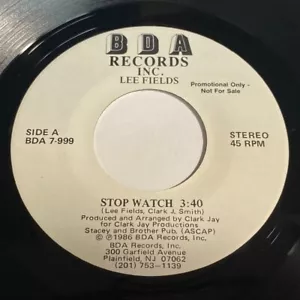 BDA
RECORDS
INC.
LEE FIELDS
Promotional Only -
Not For Sale
SIDE A
BDA 7-999
STEREO
45 RPM
STOP WATCH 3:40
(Lee Fields, Clark J. Smith)
Produced and Arranged by Clark Jay
for Clark Jay Productions
Stacey and Brother Pub. (ASCAP)
© ℗1986 BDA Records, Inc.
BDA Records, Inc.
300 Garfield Avenue
Plainfield, NJ 07062
(201) 753-1139